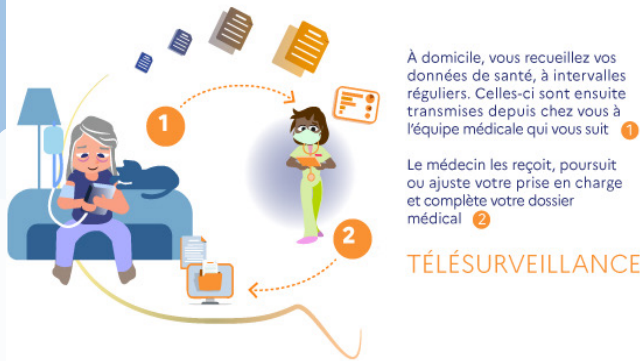 À domicile, vous recueillez vos
données de santé, à intervalles
réguliers. Celles-ci sont ensuite
transmises depuis chez vous à
l'équipe médicale qui vous suit 1
Le médecin les reçoit, poursuit
ou ajuste votre prise en charge
et complète votre dossier
médical 2
TÉLÉSURVEILLANCE
1
2